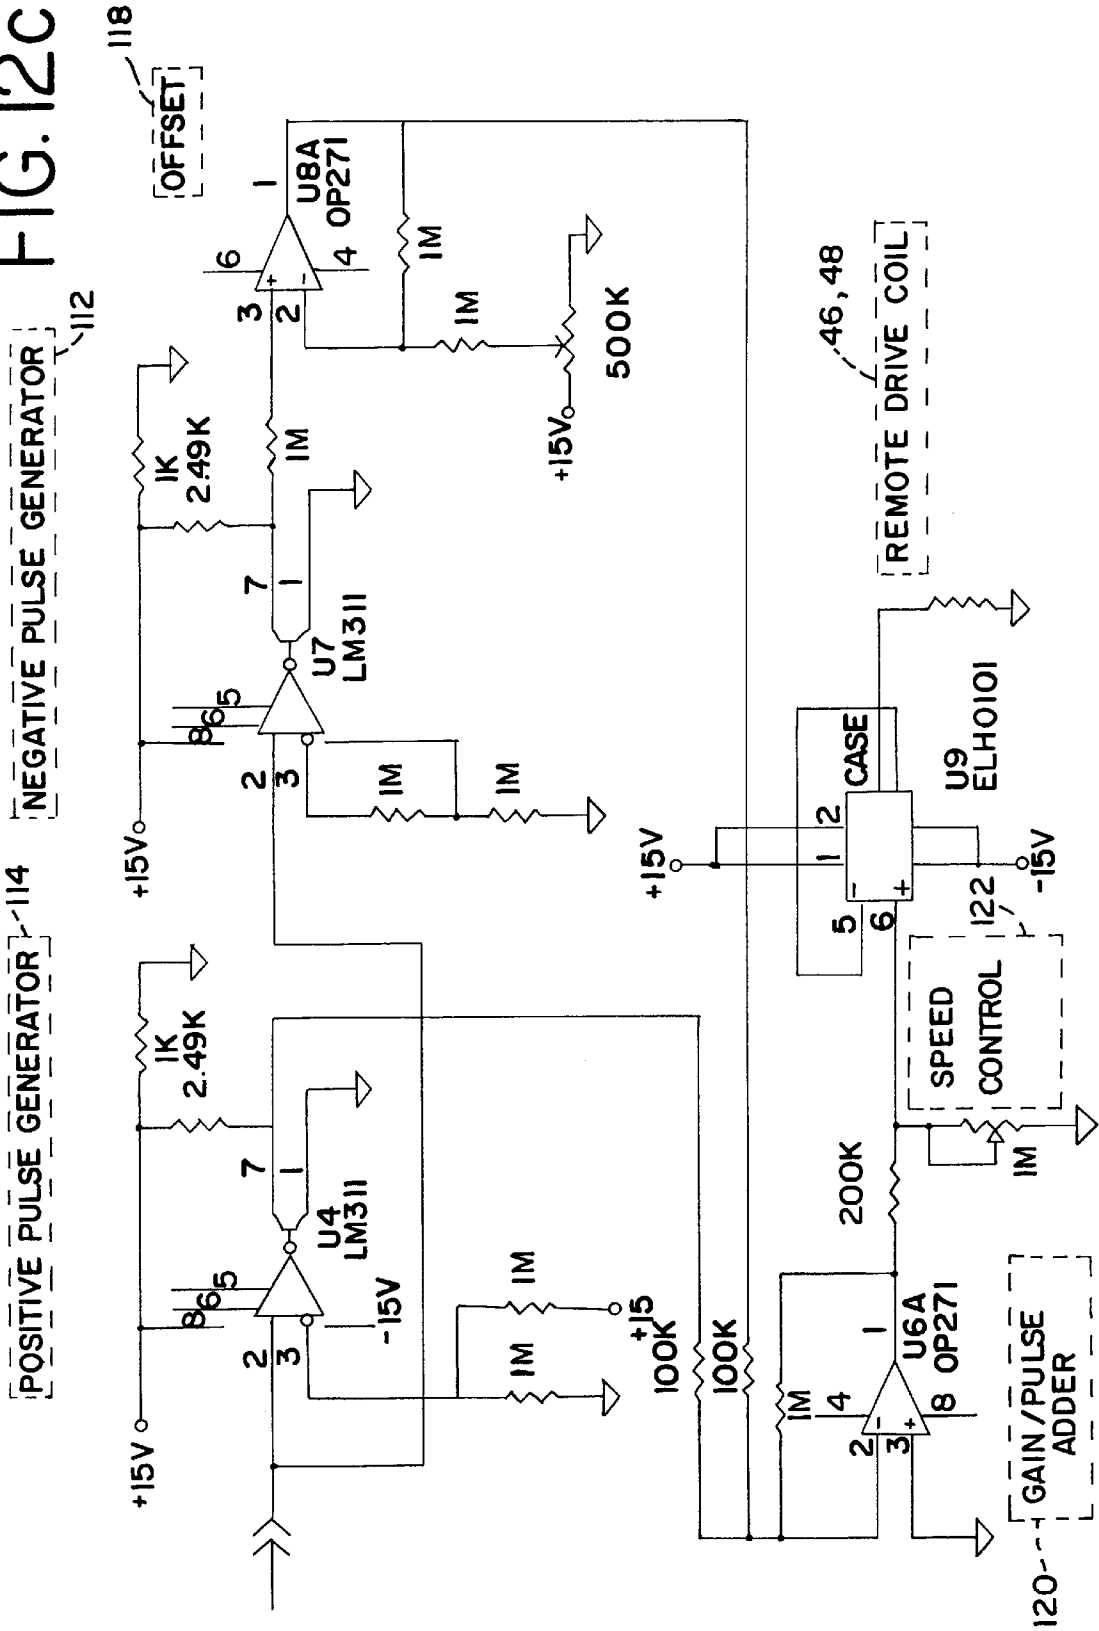 FIG. 12c
POSITIVE PULSE GENERATOR
114
NEGATIVE PULSE GENERATOR
112
OFFSET
118
+15V
1K
2.49K
8
6
5
2
3
7
1
U4
LM311
-15V
1M
1M
+15
+15V
1K
2.49K
8
6
5
2
3
7
1
U7
LM311
1M
1M
1M
3
2
6
+
-
4
1
U8A
OP271
1M
1M
+15V
500K
100K
100K
1M
2
3
4
-
+
8
1
U6A
OP271
200K
1M
SPEED
CONTROL
122
+15V
1
2
CASE
5
6
-
+
-15V
U9
ELH0101
46,48
REMOTE DRIVE COIL
120
GAIN/PULSE
ADDER